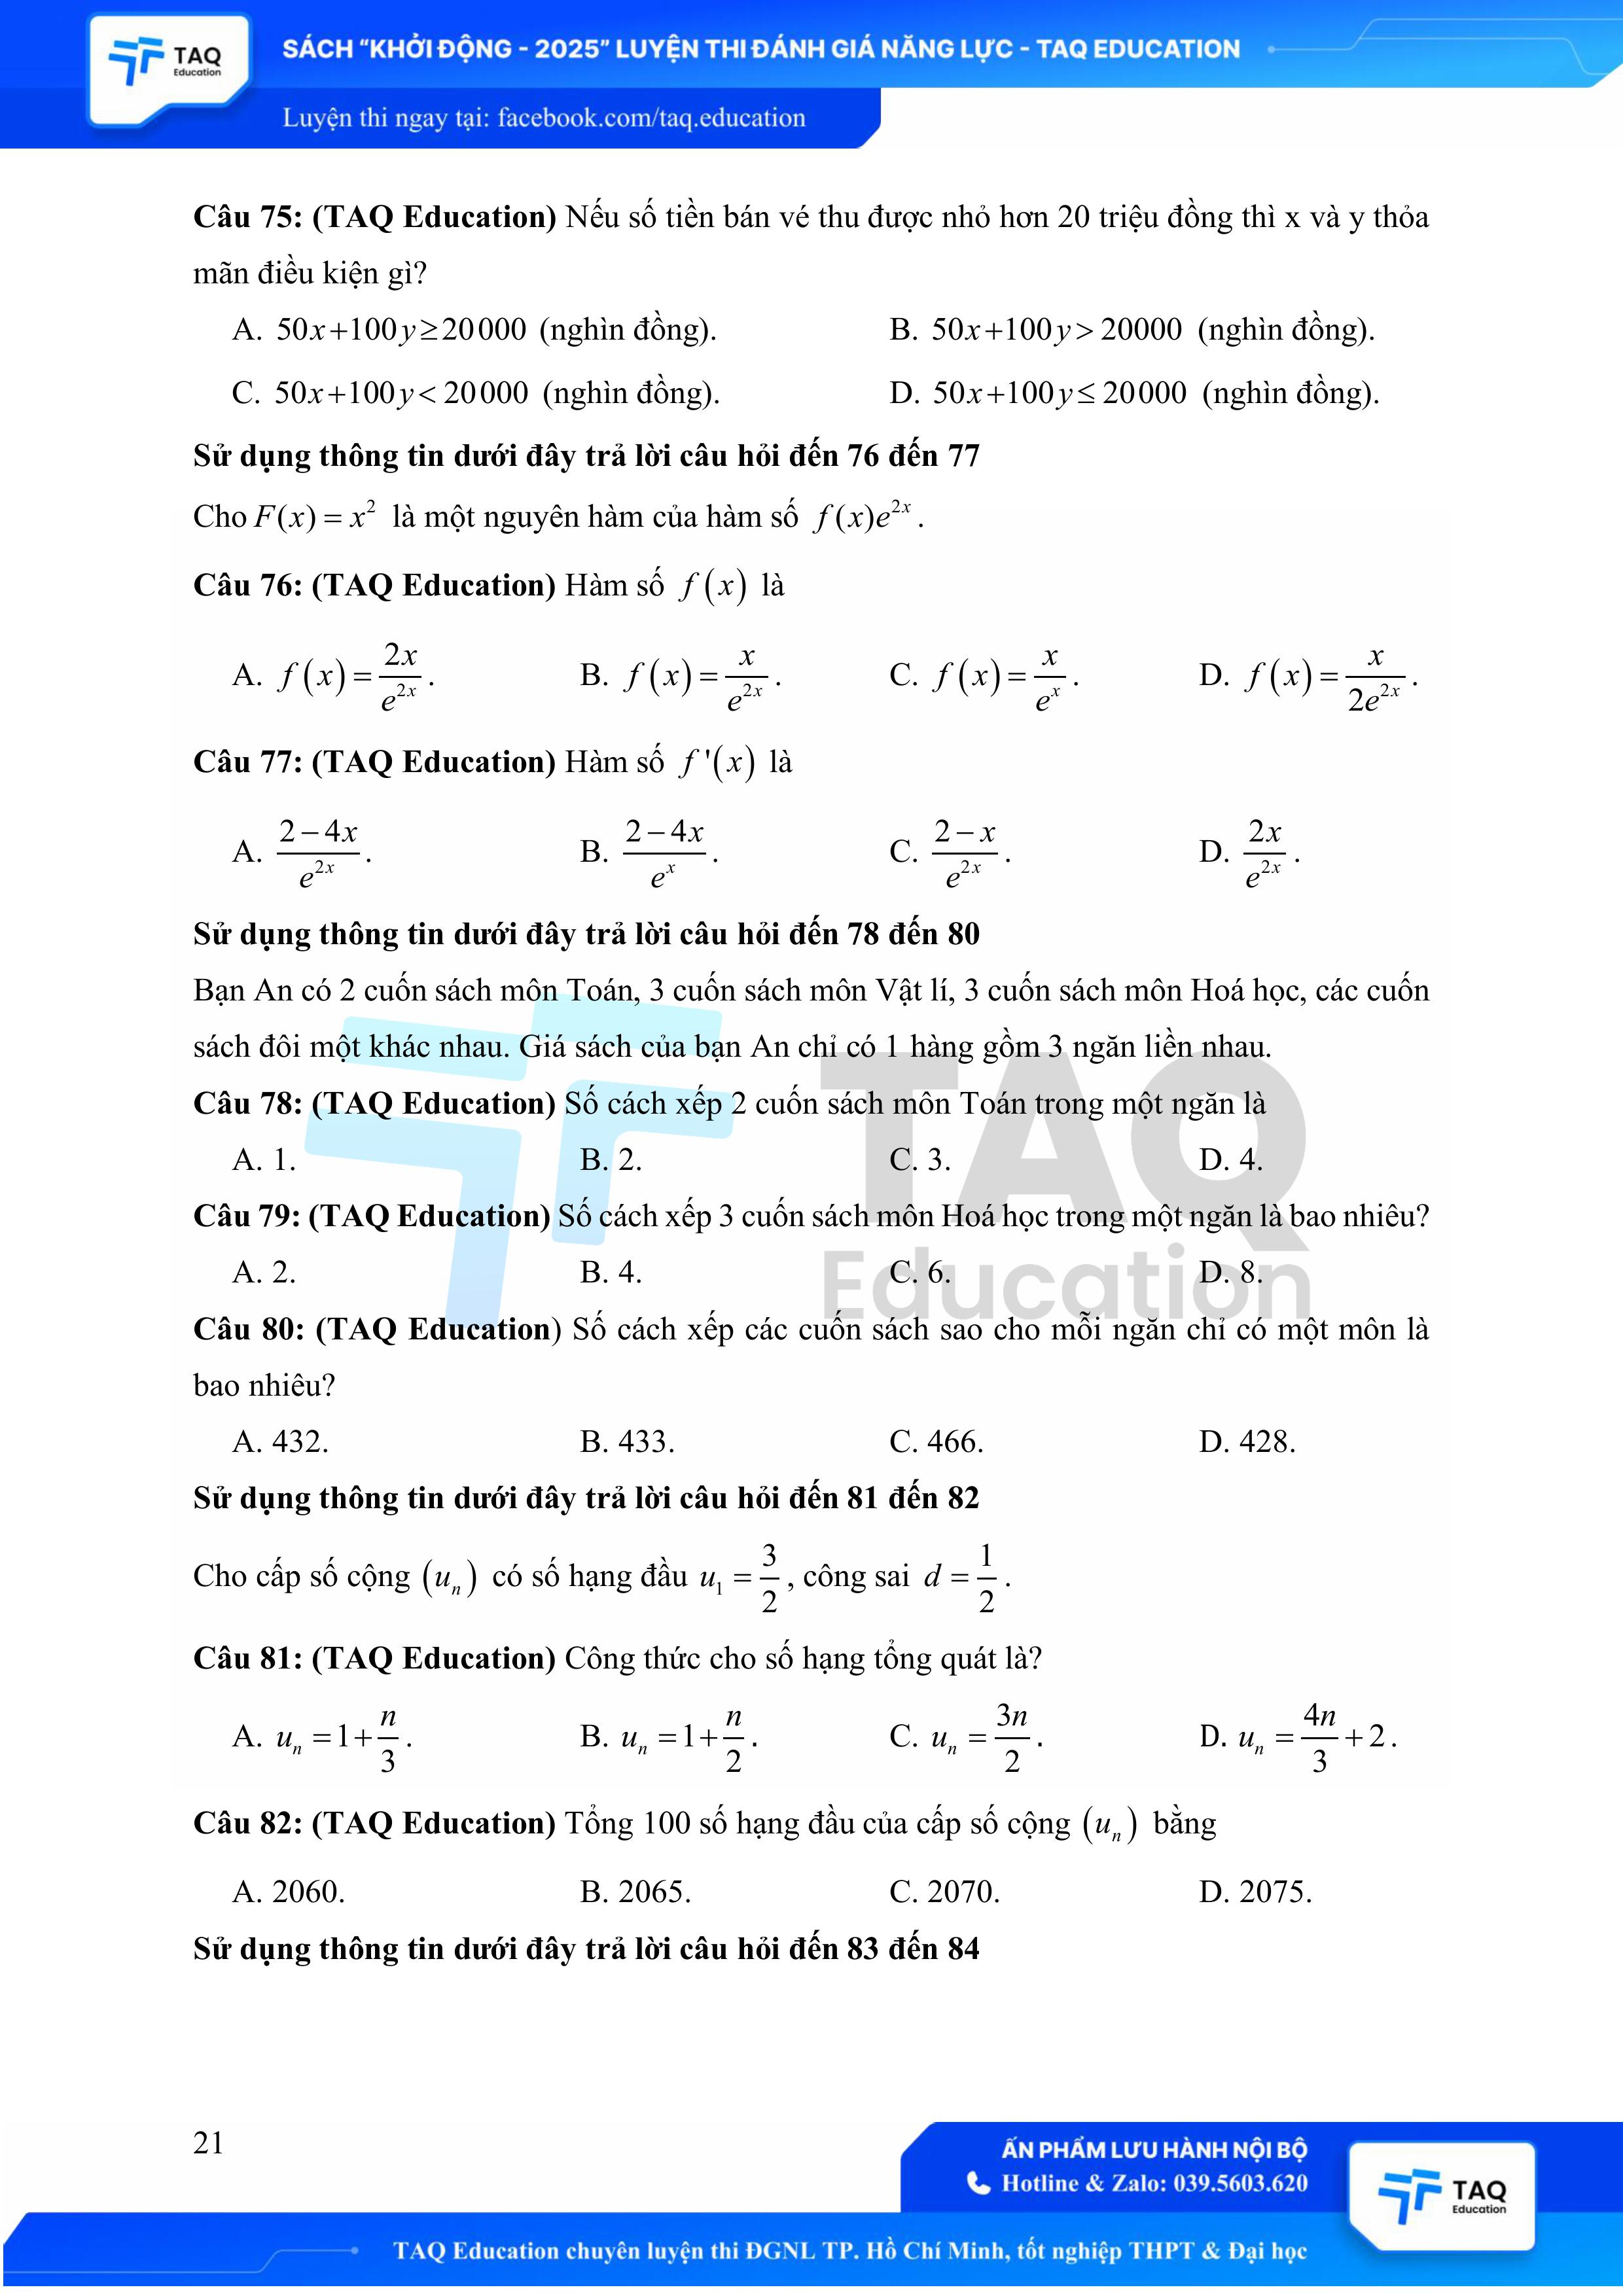 TAQ
Education
SÁCH “KHỞI ĐỘNG - 2025” LUYỆN THI ĐÁNH GIÁ NĂNG LỰC - TAQ EDUCATION
Luyện thi ngay tại: facebook.com/taq.education
Câu 75: (TAQ Education) Nếu số tiền bán vé thu được nhỏ hơn 20 triệu đồng thì x và y thỏa
mãn điều kiện gì?
A. 50x+100y≥20000 (nghìn đồng). B. 50x+100y> 20000 (nghìn đồng).
C. 50x+100y< 20000 (nghìn đồng). D. 50x+100y≤ 20000 (nghìn đồng).
Sử dụng thông tin dưới đây trả lời câu hỏi đến 76 đến 77
Cho F(x) = x² là một nguyên hàm của hàm số f(x)e^{2x}.
Câu 76: (TAQ Education) Hàm số f(x) là
A. f(x) = 2x/e^{2x}. B. f(x) = x/e^{2x}. C. f(x) = x/e^x. D. f(x) = x/2e^{2x}.
Câu 77: (TAQ Education) Hàm số f'(x) là
A. (2−4x)/e^{2x}. B. (2−4x)/e^x. C. (2−x)/e^{2x}. D. 2x/e^{2x}.
Sử dụng thông tin dưới đây trả lời câu hỏi đến 78 đến 80
Bạn An có 2 cuốn sách môn Toán, 3 cuốn sách môn Vật lí, 3 cuốn sách môn Hoá học, các cuốn
sách đôi một khác nhau. Giá sách của bạn An chỉ có 1 hàng gồm 3 ngăn liền nhau.
Câu 78: (TAQ Education) Số cách xếp 2 cuốn sách môn Toán trong một ngăn là
A. 1. B. 2. C. 3. D. 4.
Câu 79: (TAQ Education) Số cách xếp 3 cuốn sách môn Hoá học trong một ngăn là bao nhiêu?
A. 2. B. 4. C. 6. D. 8.
Câu 80: (TAQ Education) Số cách xếp các cuốn sách sao cho mỗi ngăn chỉ có một môn là
bao nhiêu?
A. 432. B. 433. C. 466. D. 428.
TAQ
Education
Sử dụng thông tin dưới đây trả lời câu hỏi đến 81 đến 82
Cho cấp số cộng (u_n) có số hạng đầu u_1 = 3/2, công sai d = 1/2.
Câu 81: (TAQ Education) Công thức cho số hạng tổng quát là?
A. u_n = 1+n/3. B. u_n = 1+n/2. C. u_n = 3n/2. D. u_n = 4n/3+2.
Câu 82: (TAQ Education) Tổng 100 số hạng đầu của cấp số cộng (u_n) bằng
A. 2060. B. 2065. C. 2070. D. 2075.
Sử dụng thông tin dưới đây trả lời câu hỏi đến 83 đến 84
21
ẤN PHẨM LƯU HÀNH NỘI BỘ
Hotline & Zalo: 039.5603.620
TAQ
Education
TAQ Education chuyên luyện thi ĐGNL TP. Hồ Chí Minh, tốt nghiệp THPT & Đại học